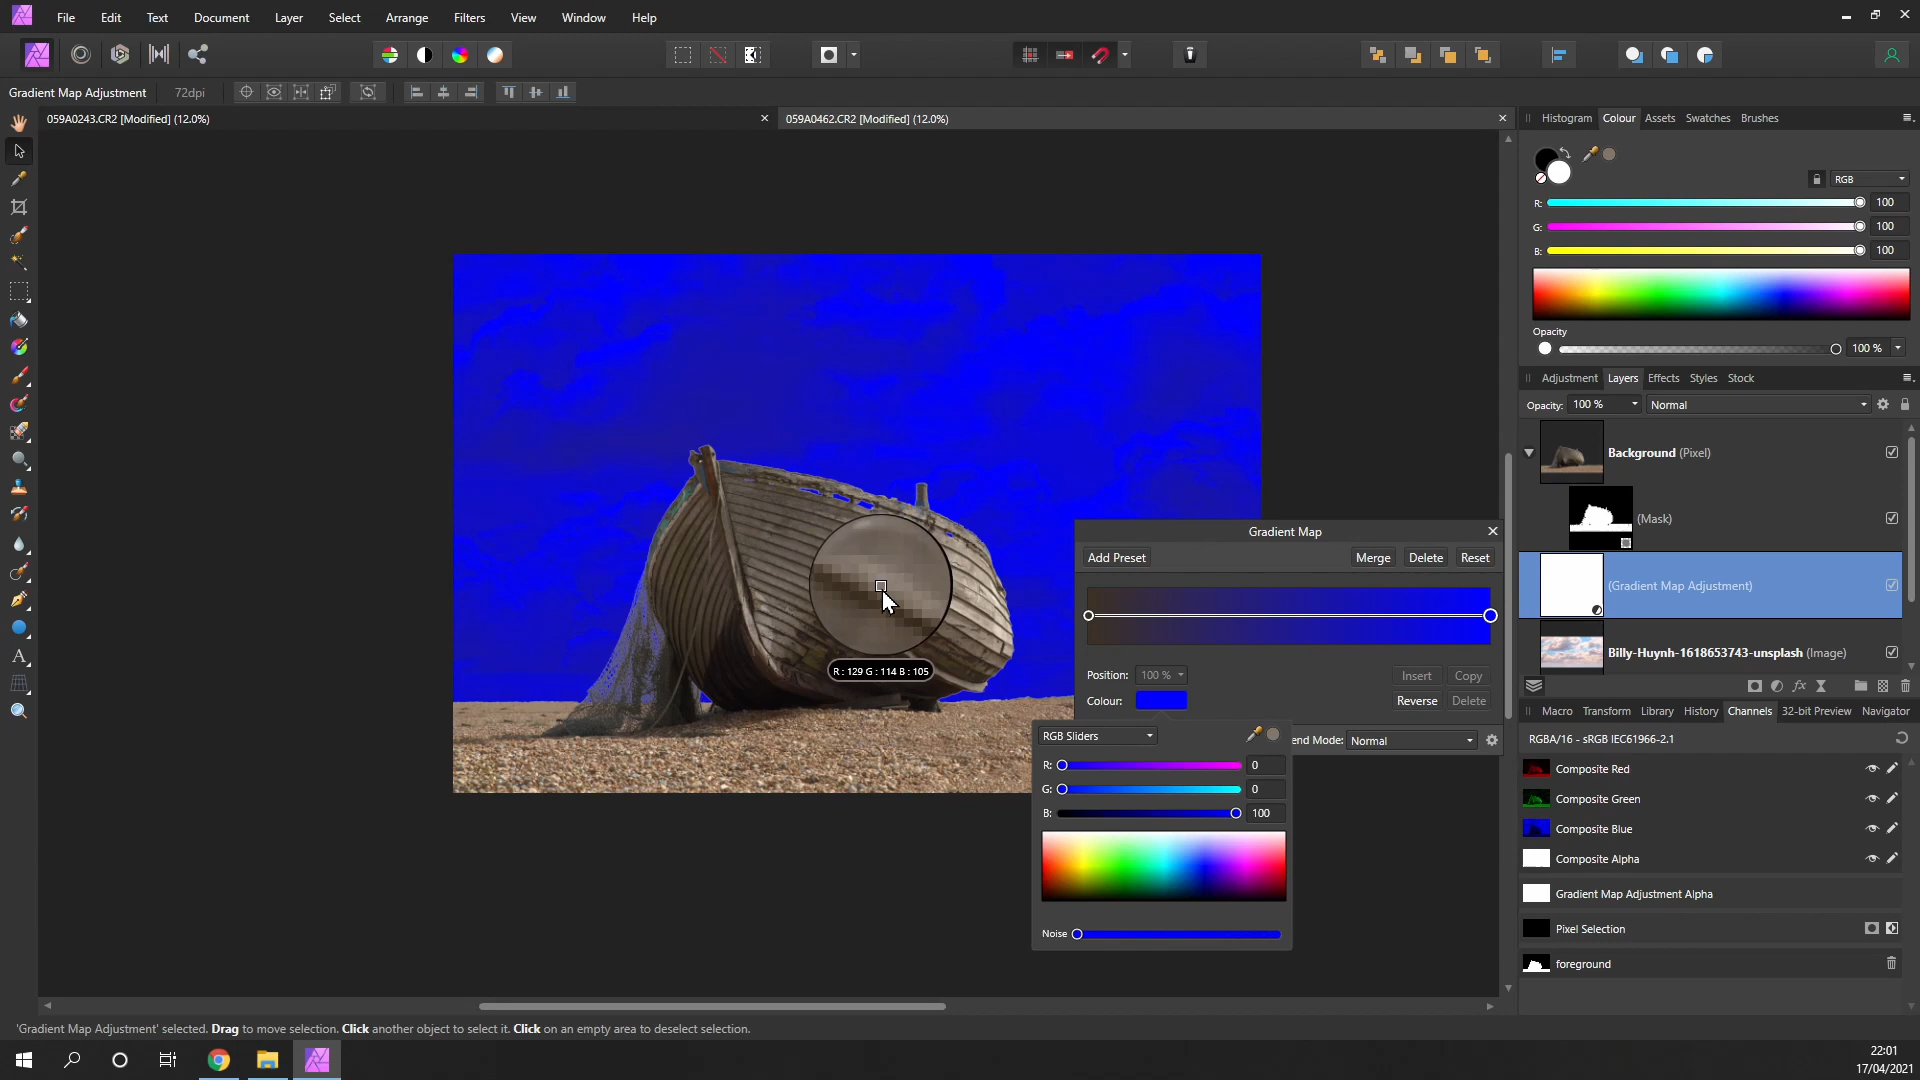 File Edit Text Document Layer Select Arrange Filters View Window Help
Gradient Map Adjustment 72dpi
059A0243.CR2 [Modified] (12.0%)
059A0462.CR2 [Modified] (12.0%)
Histogram Colour Assets Swatches Brushes
RGB
R: 100
G: 100
B: 100
Opacity
100 %
Adjustment Layers Effects Styles Stock
Opacity: 100 % Normal
Background (Pixel)
(Mask)
(Gradient Map Adjustment)
Billy-Huynh-1618653743-unsplash (Image)
Macro Transform Library History Channels 32-bit Preview Navigator
RGBA/16 - sRGB IEC61966-2.1
Composite Red
Composite Green
Composite Blue
Composite Alpha
Gradient Map Adjustment Alpha
Pixel Selection
foreground
Gradient Map
Add Preset Merge Delete Reset
Position: 100 % Insert Copy
Colour: Reverse Delete
end Mode: Normal
RGB Sliders
R: 0
G: 0
B: 100
Noise
R : 129 G : 114 B : 105
'Gradient Map Adjustment' selected. Drag to move selection. Click another object to select it. Click on an empty area to deselect selection.
22:01
17/04/2021